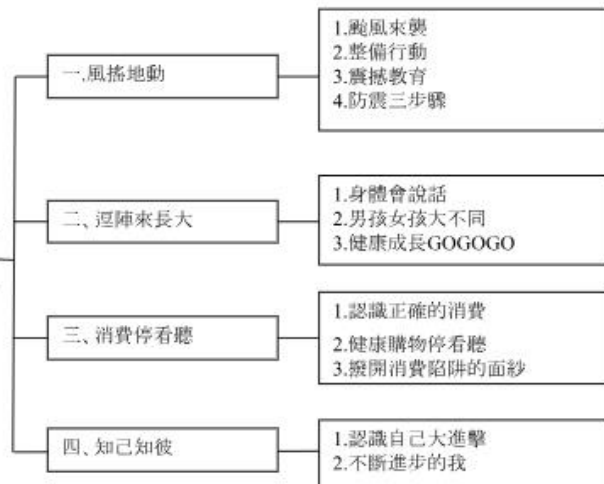 一.風搖地動
1.颱風來襲
2.整備行動
3.震撼教育
4.防震三步驟
二、逗陣來長大
1.身體會說話
2.男孩女孩大不同
3.健康成長GOGOGO
三、消費停看聽
1.認識正確的消費
2.健康購物停看聽
3.撥開消費陷阱的面紗
四、知己知彼
1.認識自己大進擊
2.不斷進步的我